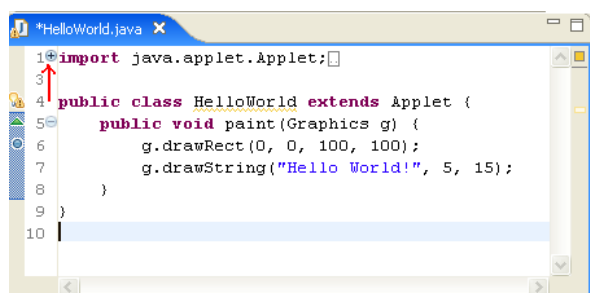 *HelloWorld.java
1 import java.applet.Applet;
3
4 public class HelloWorld extends Applet {
5 public void paint(Graphics g) {
6 g.drawRect(0, 0, 100, 100);
7 g.drawString("Hello World!", 5, 15);
8 }
9 }
10